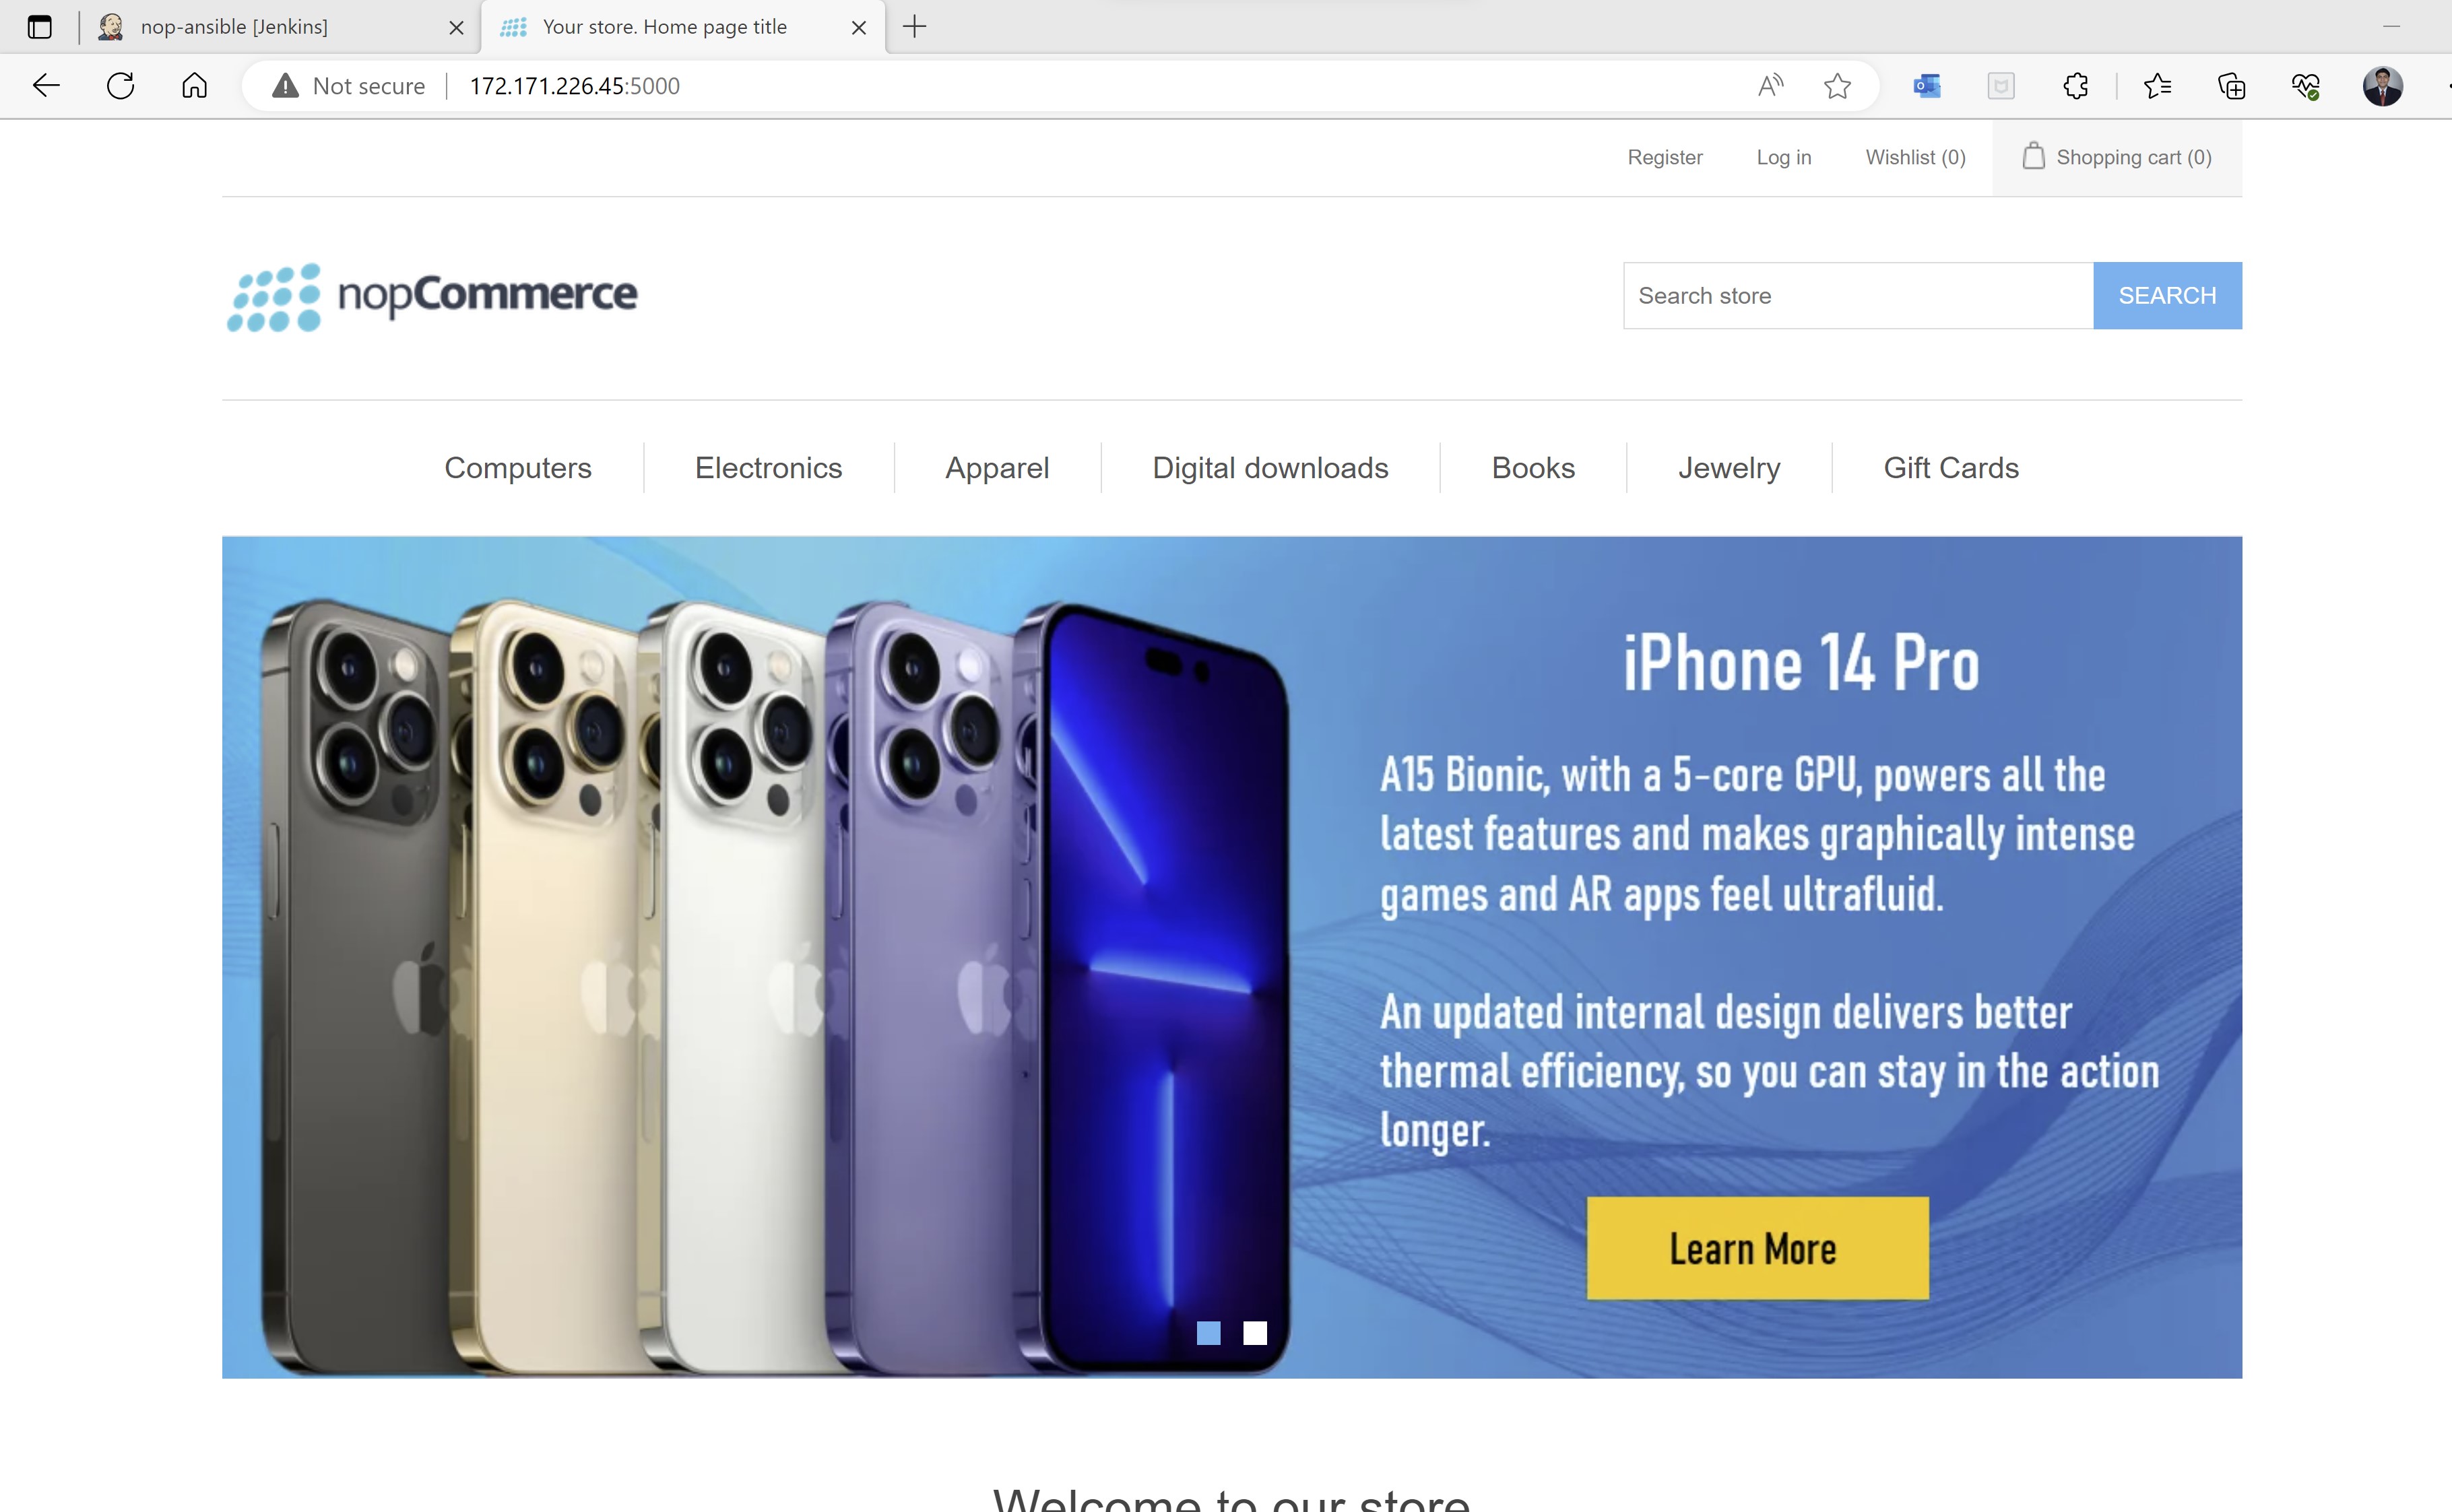 nop-ansible [Jenkins]
Your store. Home page title
Not secure
172.171.226.45:5000
Register
Log in
Wishlist (0)
Shopping cart (0)
nopCommerce
Search store
SEARCH
Computers
Electronics
Apparel
Digital downloads
Books
Jewelry
Gift Cards
iPhone 14 Pro
A15 Bionic, with a 5-core GPU, powers all the
latest features and makes graphically intense
games and AR apps feel ultrafluid.
An updated internal design delivers better
thermal efficiency, so you can stay in the action
longer.
Learn More
Welcome to our store